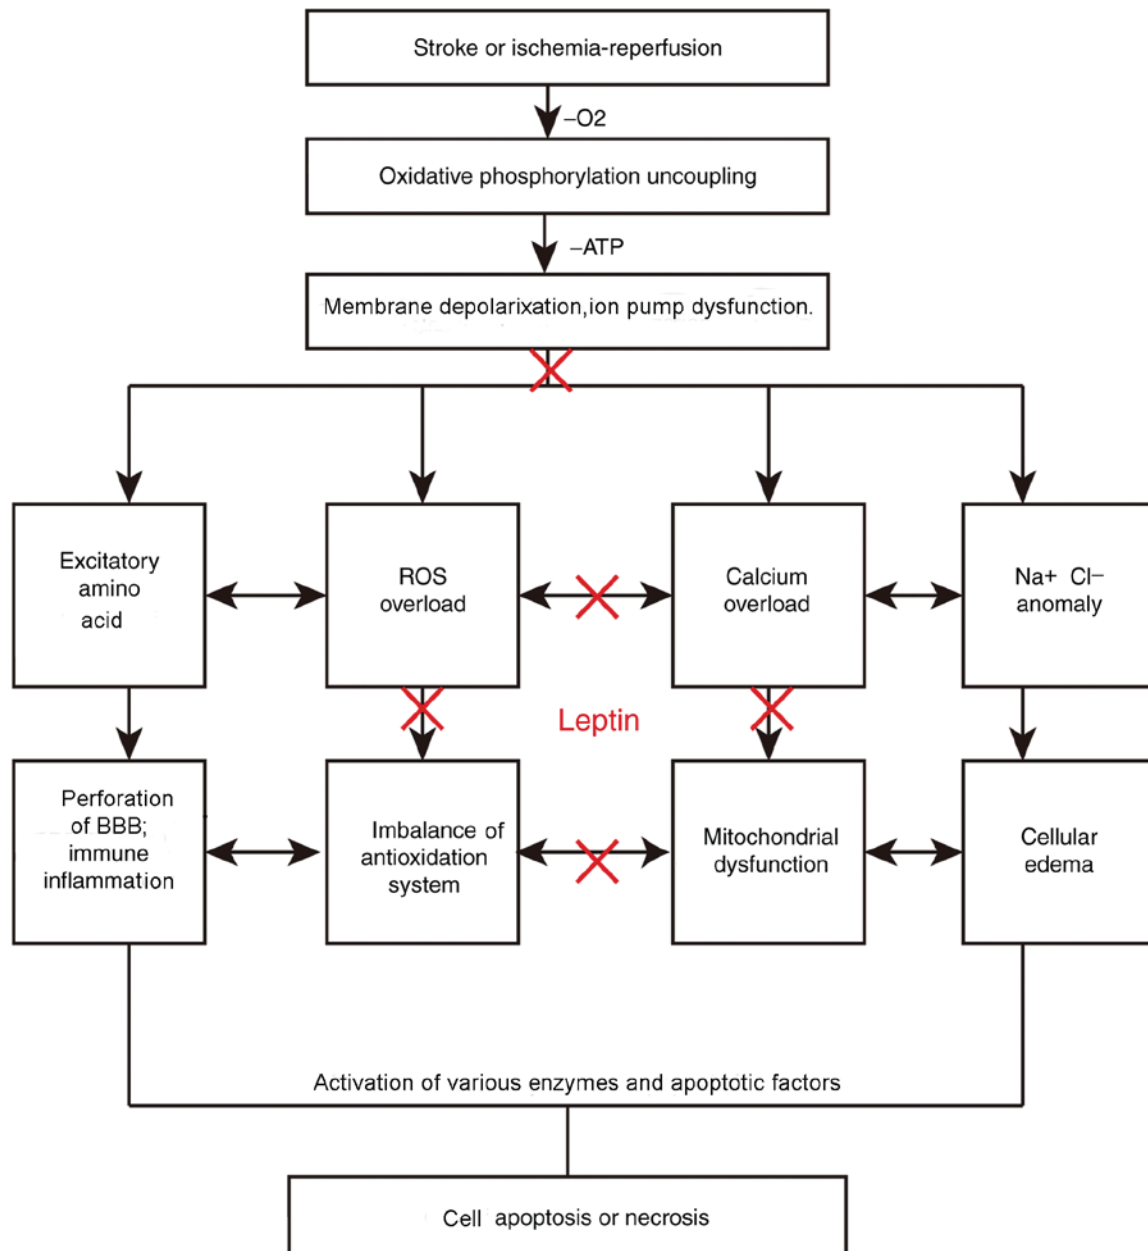 Stroke or ischemia-reperfusion
–O2
Oxidative phosphorylation uncoupling
–ATP
Membrane depolarixation,ion pump dysfunction.
Excitatory
amino
acid
ROS
overload
Calcium
overload
Na+ Cl–
anomaly
Leptin
Perforation
of BBB;
immune
inflammation
Imbalance of
antioxidation
system
Mitochondrial
dysfunction
Cellular
edema
Activation of various enzymes and apoptotic factors
Cell apoptosis or necrosis